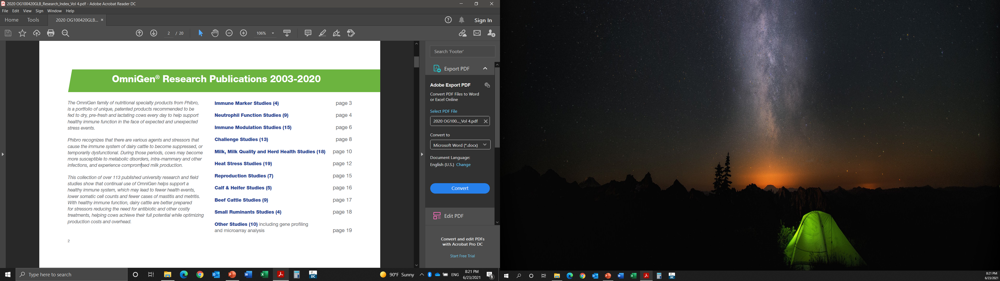 2020 OG100420GLB_Research_Index_Vol 4.pdf - Adobe Acrobat Reader DC
File Edit View Sign Window Help
Home Tools 2020 OG100420GLB... × Sign In
2 / 20 106%
OmniGen® Research Publications 2003-2020
The OmniGen family of nutritional specialty products from Phibro,
is a portfolio of unique, patented products recommended to be
fed to dry, pre-fresh and lactating cows every day to help support
healthy immune function in the face of expected and unexpected
stress events.
Phibro recognizes that there are various agents and stressors that
cause the immune system of dairy cattle to become suppressed, or
temporarily dysfunctional. During those periods, cows may become
more susceptible to metabolic disorders, intra-mammary and other
infections, and experience compromised milk production.
This collection of over 113 published university research and field
studies show that continual use of OmniGen helps support a
healthy immune system, which may lead to fewer health events,
lower somatic cell counts and fewer cases of mastitis and metritis.
With healthy immune function, dairy cattle are better prepared
for stressors reducing the need for antibiotic and other costly
treatments, helping cows achieve their full potential while optimizing
production costs and overhead.
2
Immune Marker Studies (4) page 3
Neutrophil Function Studies (9) page 4
Immune Modulation Studies (15) page 6
Challenge Studies (13) page 8
Milk, Milk Quality and Herd Health Studies (18) page 10
Heat Stress Studies (19) page 12
Reproduction Studies (7) page 15
Calf & Heifer Studies (5) page 16
Beef Cattle Studies (9) page 17
Small Ruminants Studies (4) page 18
Other Studies (10) including gene profiling
and microarray analysis page 19
Search 'Footer'
Export PDF
Adobe Export PDF
Convert PDF Files to Word
or Excel Online
Select PDF File
2020 OG100..._Vol 4.pdf
Convert to
Microsoft Word (*.docx)
Document Language:
English (U.S.) Change
Convert
Edit PDF
Convert and edit PDFs
with Acrobat Pro DC
Start Free Trial
Type here to search
DC
90°F Sunny
ENG
8:21 PM
6/23/2021
8
DC
8:21 PM
6/23/2021